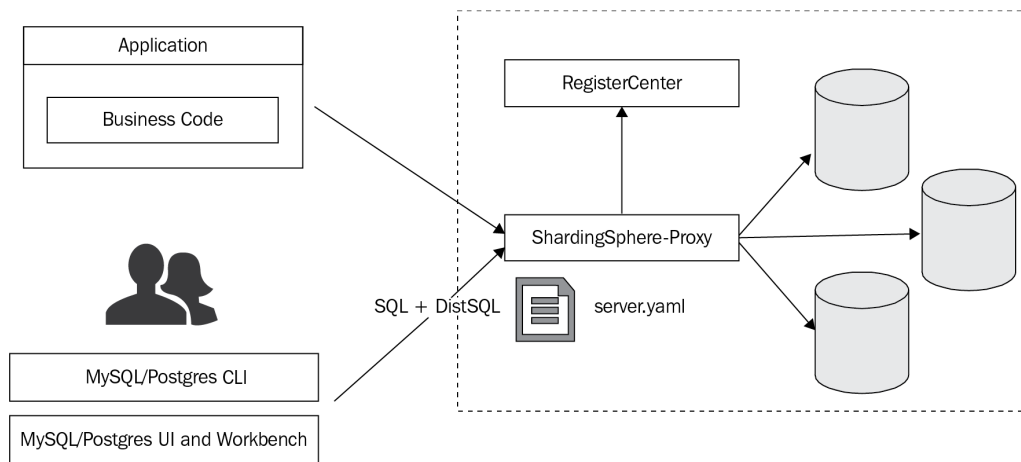 Application
Business Code
RegisterCenter
ShardingSphere-Proxy
SQL + DistSQL
server.yaml
MySQL/Postgres CLI
MySQL/Postgres UI and Workbench